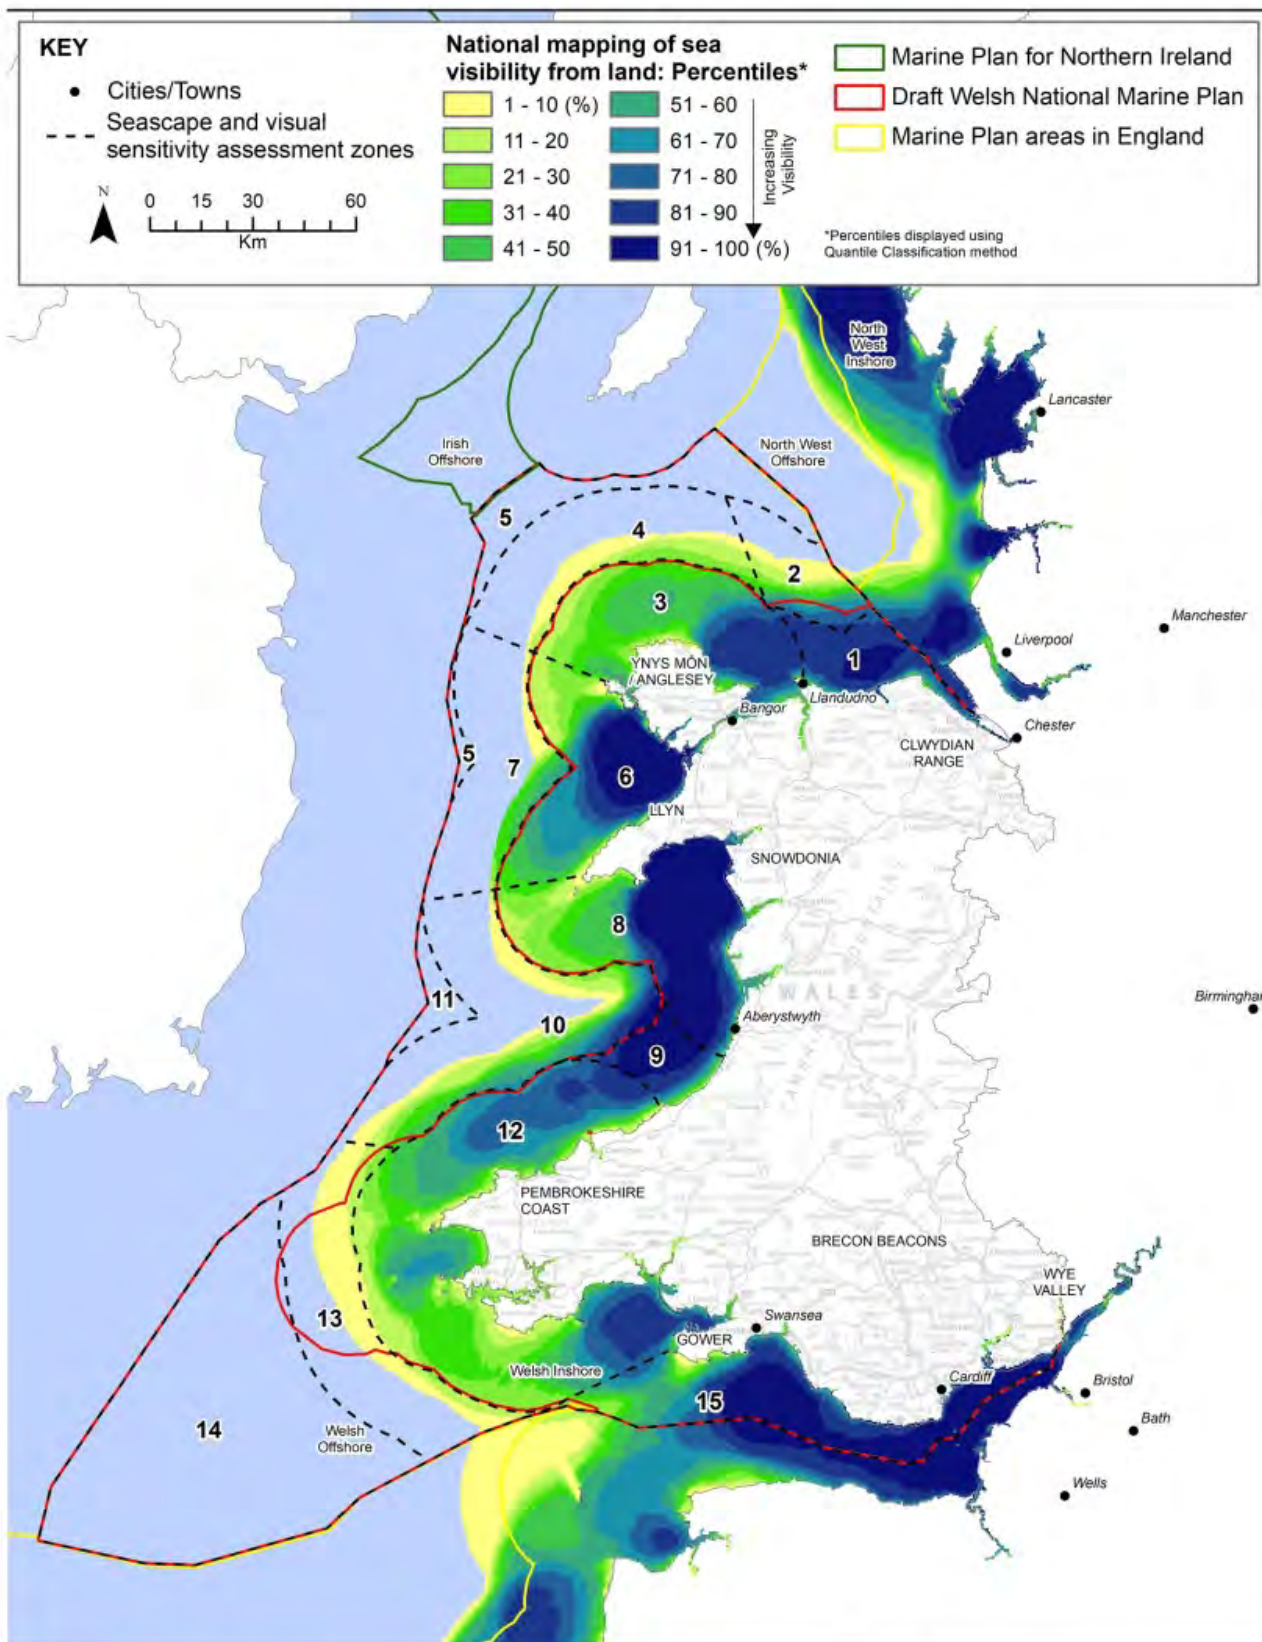 KEY
Cities/Towns
Seascape and visual
sensitivity assessment zones
N
0 15 30 60
Km
National mapping of sea
visibility from land: Percentiles*
1 - 10 (%)
11 - 20
21 - 30
31 - 40
41 - 50
51 - 60
61 - 70
71 - 80
81 - 90
91 - 100 (%)
Increasing
Visibility
Marine Plan for Northern Ireland
Draft Welsh National Marine Plan
Marine Plan areas in England
*Percentiles displayed using
Quantile Classification method
North
West
Inshore
Lancaster
Irish
Offshore
North West
Offshore
5
4
2
3
Manchester
Liverpool
1
YNYS MÔN
/ ANGLESEY
Llandudno
Bangor
Chester
CLWYDIAN
RANGE
5
7
6
LLYN
SNOWDONIA
8
WALES
11
Birmingham
10
Aberystwyth
9
12
PEMBROKESHIRE
COAST
BRECON BEACONS
WYE
VALLEY
13
Swansea
GOWER
Welsh Inshore
Cardiff
Bristol
15
14
Welsh
Offshore
Bath
Wells